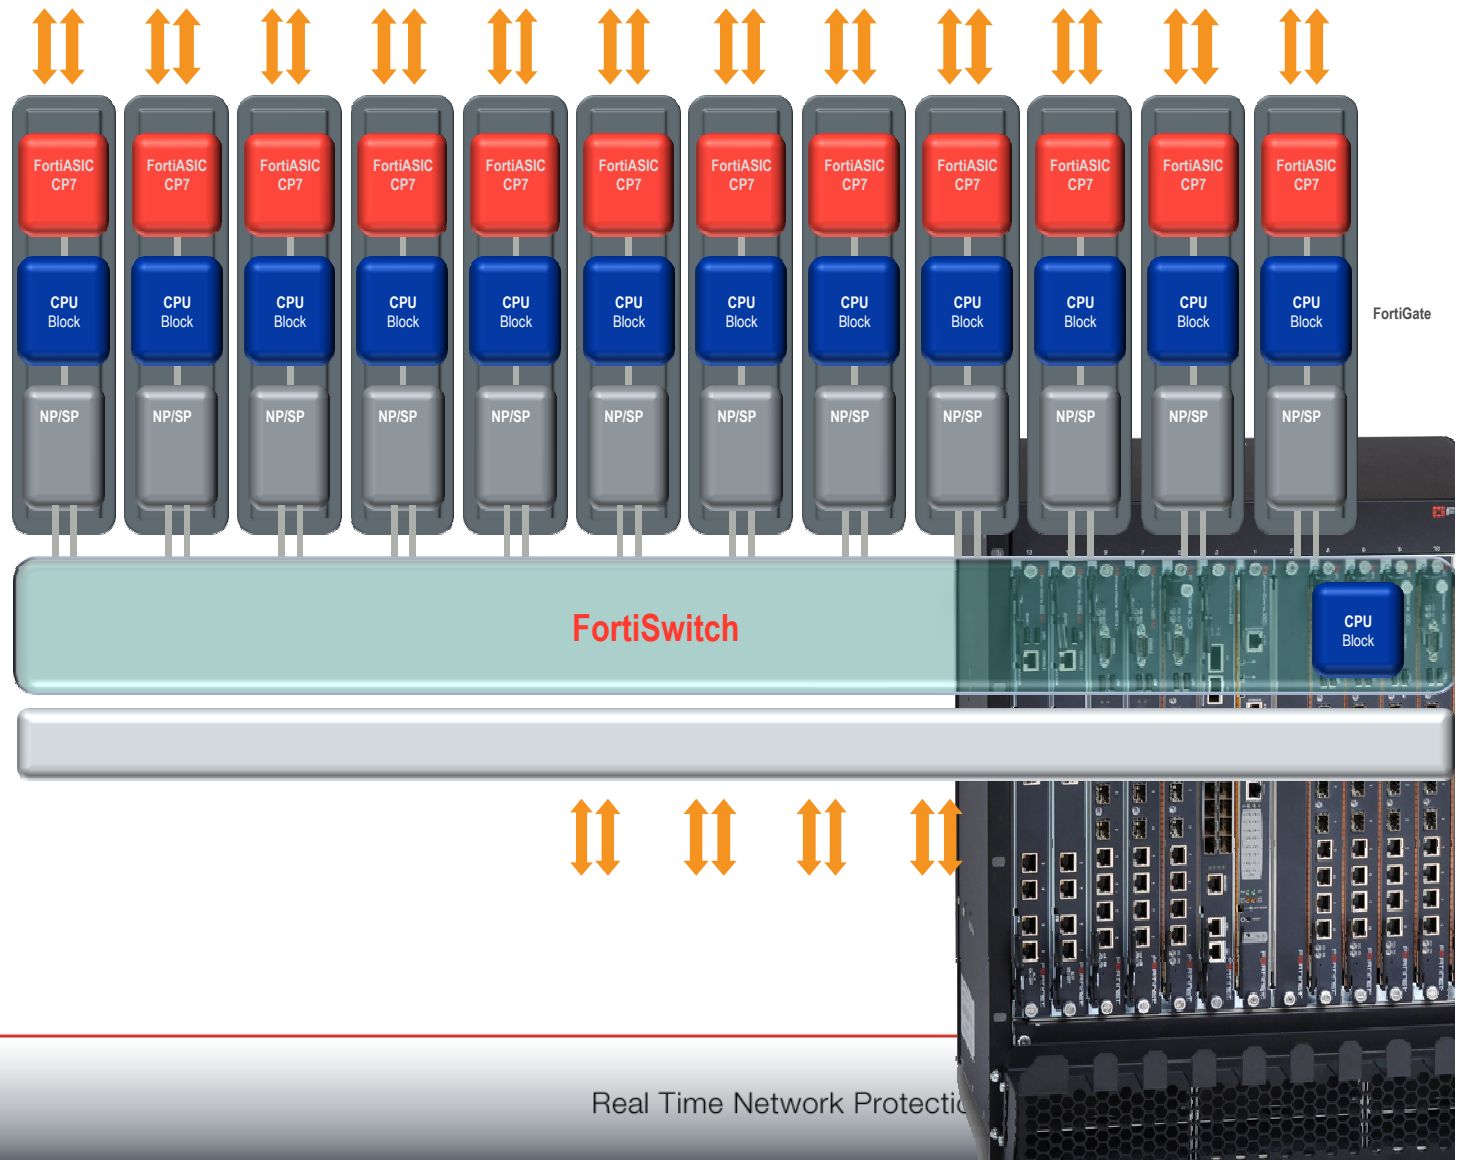 FortiASIC FortiASIC FortiASIC FortiASIC FortiASIC FortiASIC FortiASIC FortiASIC FortiASIC FortiASIC FortiASIC FortiASIC
CP7 CP7 CP7 CP7 CP7 CP7 CP7 CP7 CP7 CP7 CP7 CP7
CPU CPU CPU CPU CPU CPU CPU CPU CPU CPU CPU CPU
Block Block Block Block Block Block Block Block Block Block Block Block
FortiGate
NP/SP NP/SP NP/SP NP/SP NP/SP NP/SP NP/SP NP/SP NP/SP NP/SP NP/SP NP/SP
FortiSwitch
CPU
Block
Real Time Network Protectio